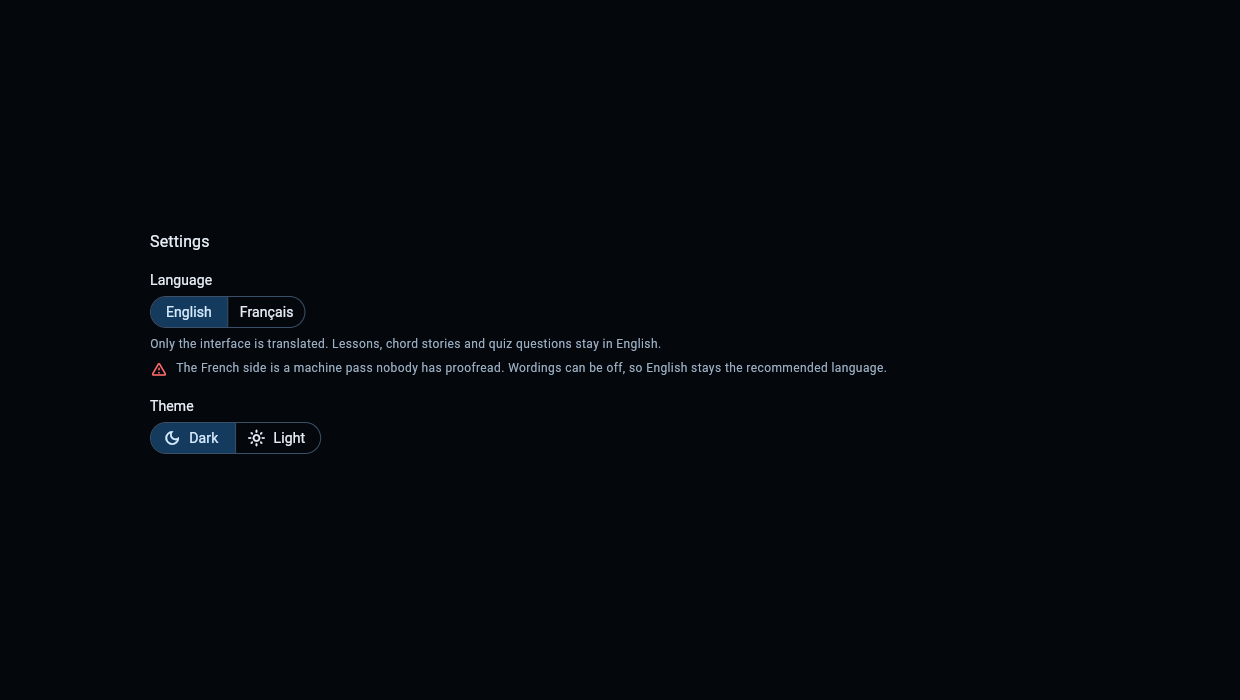 Settings
Language
English Français
Only the interface is translated. Lessons, chord stories and quiz questions stay in English.
The French side is a machine pass nobody has proofread. Wordings can be off, so English stays the recommended language.
Theme
Dark Light